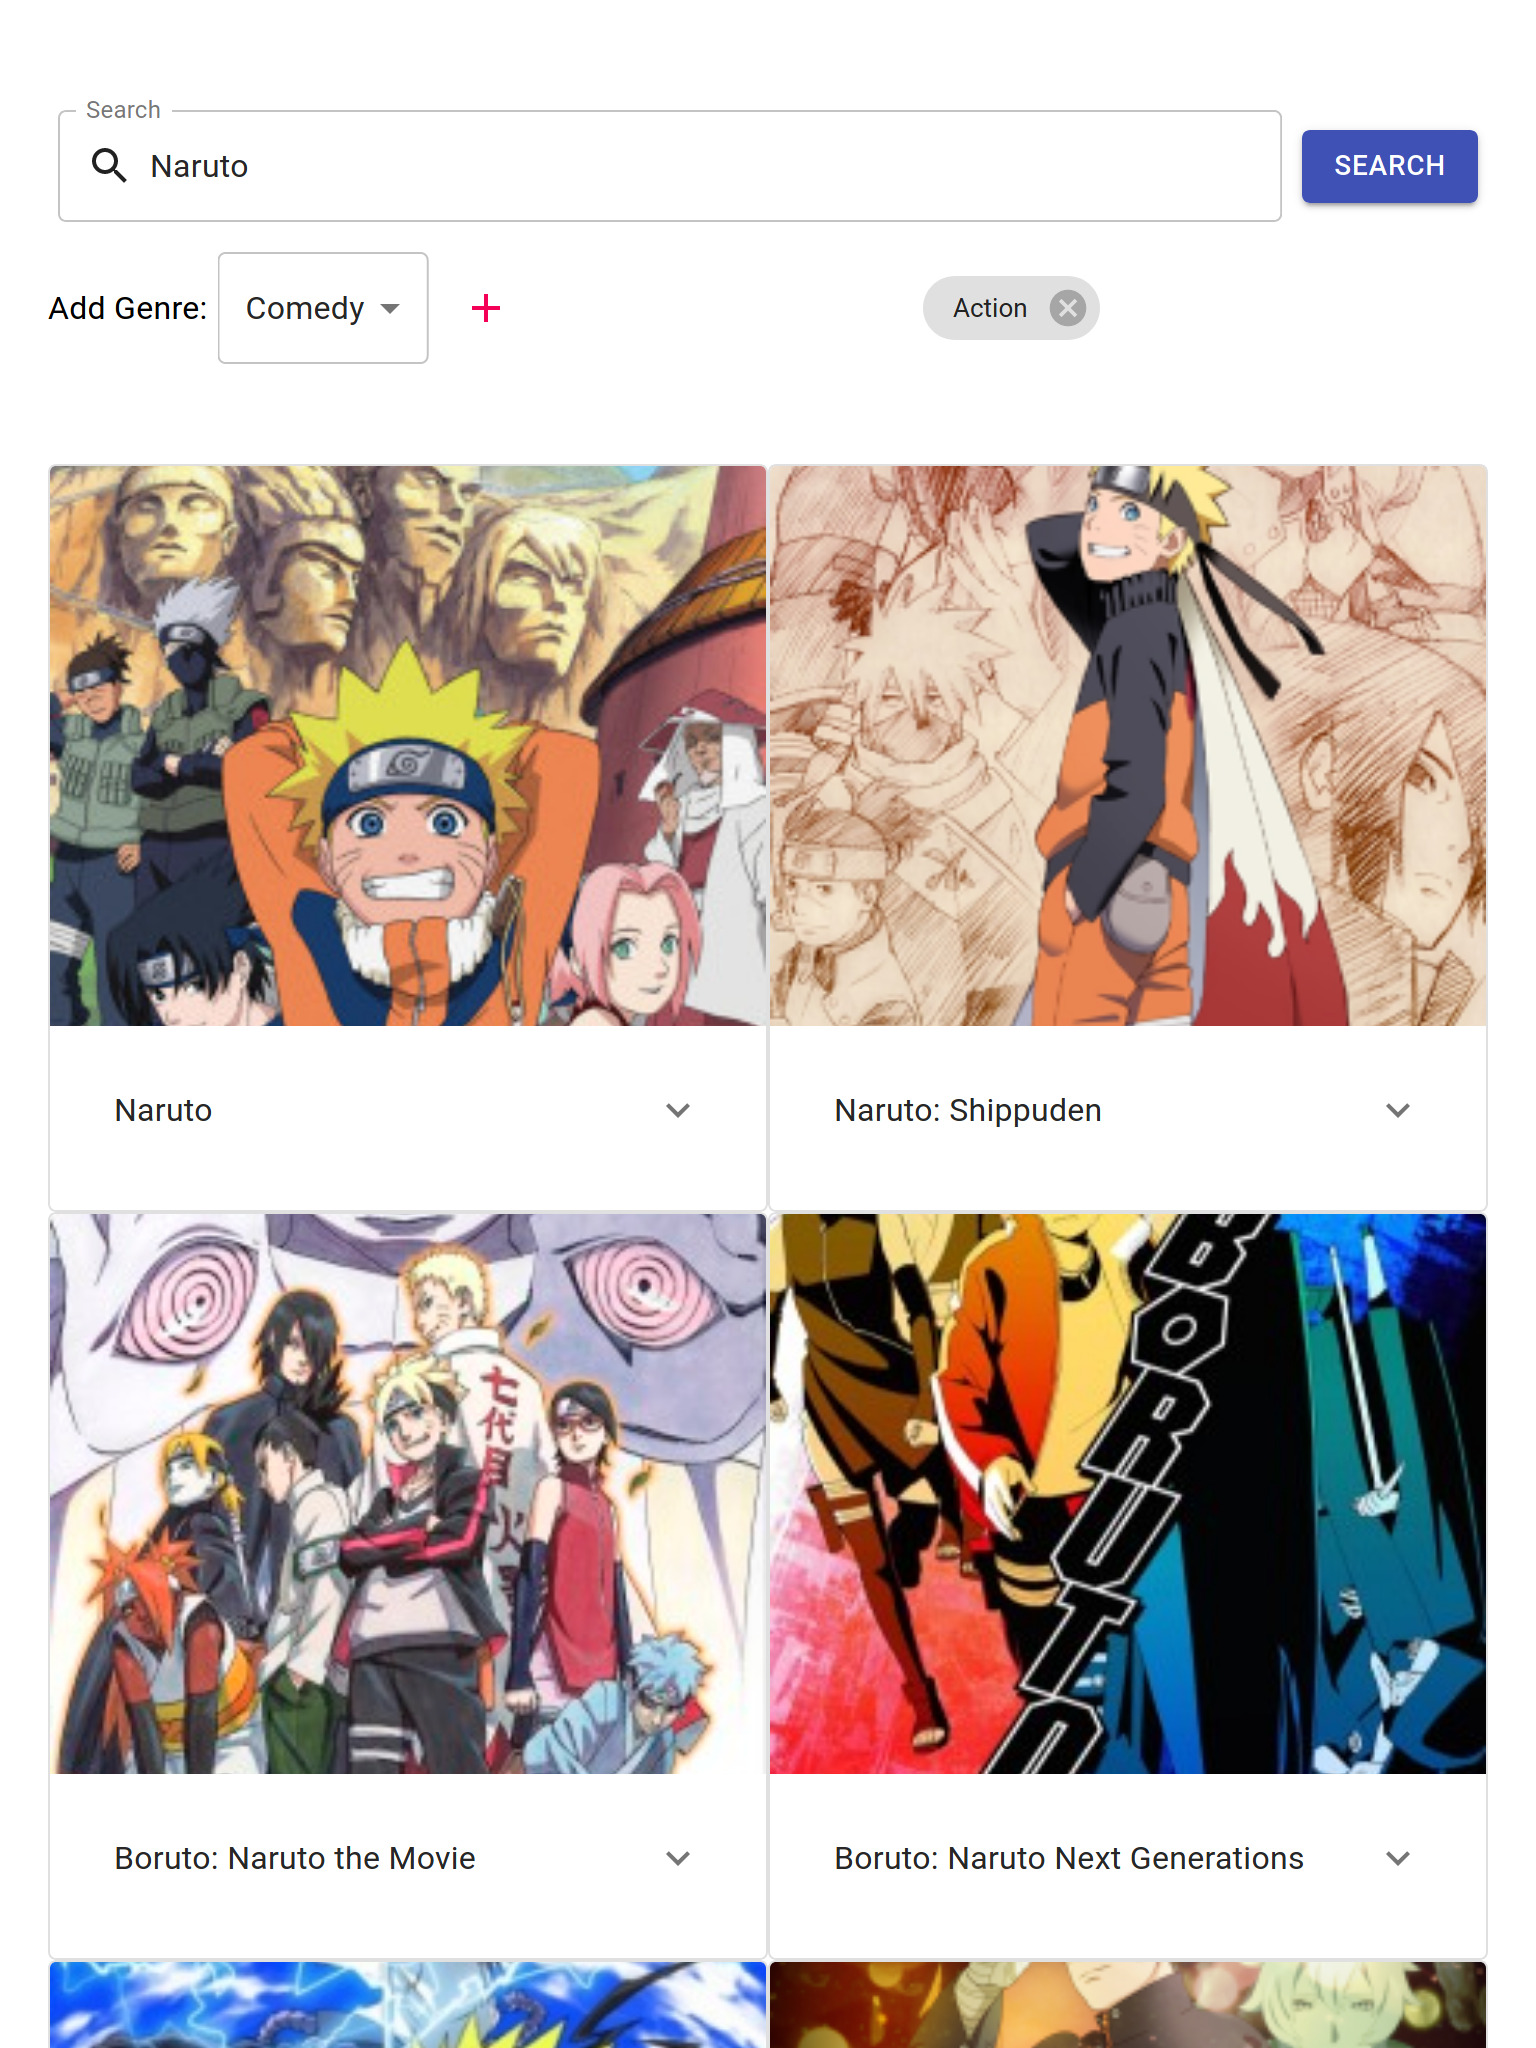 Search
Naruto
SEARCH
Add Genre:
Comedy
Action
Naruto
Naruto: Shippuden
七代目火
BORUTO
Boruto: Naruto the Movie
Boruto: Naruto Next Generations